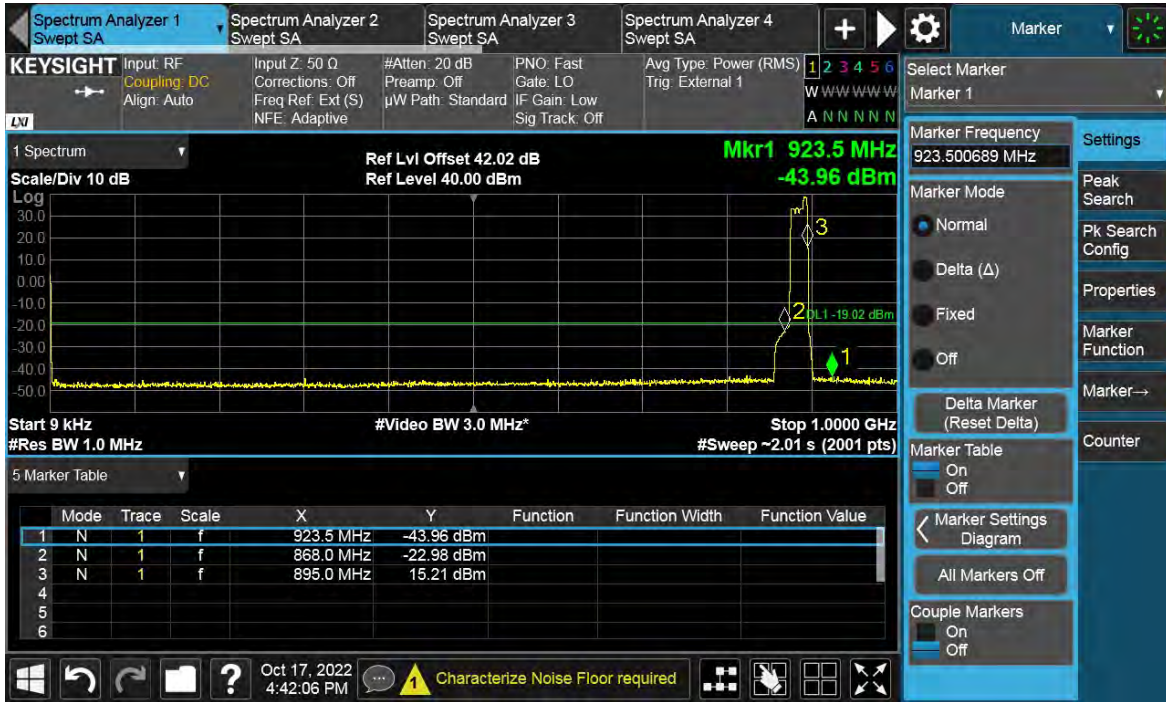 Spectrum Analyzer 1
Swept SA
Spectrum Analyzer 2
Swept SA
Spectrum Analyzer 3
Swept SA
Spectrum Analyzer 4
Swept SA
+
Marker
KEYSIGHT
LXI
Input: RF
Coupling: DC
Align: Auto
Input Z: 50 Ω
Corrections: Off
Freq Ref: Ext (S)
NFE: Adaptive
#Atten: 20 dB
Preamp: Off
µW Path: Standard
PNO: Fast
Gate: LO
IF Gain: Low
Sig Track: Off
Avg Type: Power (RMS)
Trig: External 1
1 2 3 4 5 6
W W W W W W
A N N N N N
Select Marker
Marker 1
1 Spectrum
Scale/Div 10 dB
Ref Lvl Offset 42.02 dB
Ref Level 40.00 dBm
Mkr1 923.5 MHz
-43.96 dBm
Log
30.0
20.0
10.0
0.00
-10.0
-20.0
-30.0
-40.0
-50.0
3
2
DL1 -19.02 dBm
1
Start 9 kHz
#Res BW 1.0 MHz
#Video BW 3.0 MHz*
Stop 1.0000 GHz
#Sweep ~2.01 s (2001 pts)
5 Marker Table
Mode Trace Scale X Y Function Function Width Function Value
1 N 1 f 923.5 MHz -43.96 dBm
2 N 1 f 868.0 MHz -22.98 dBm
3 N 1 f 895.0 MHz 15.21 dBm
4
5
6
Marker Frequency
923.500689 MHz
Marker Mode
Normal
Delta (Δ)
Fixed
Off
Delta Marker
(Reset Delta)
Marker Table
On
Off
Marker Settings
Diagram
All Markers Off
Couple Markers
On
Off
Settings
Peak
Search
Pk Search
Config
Properties
Marker
Function
Marker→
Counter
?
Oct 17, 2022
4:42:06 PM
1
Characterize Noise Floor required